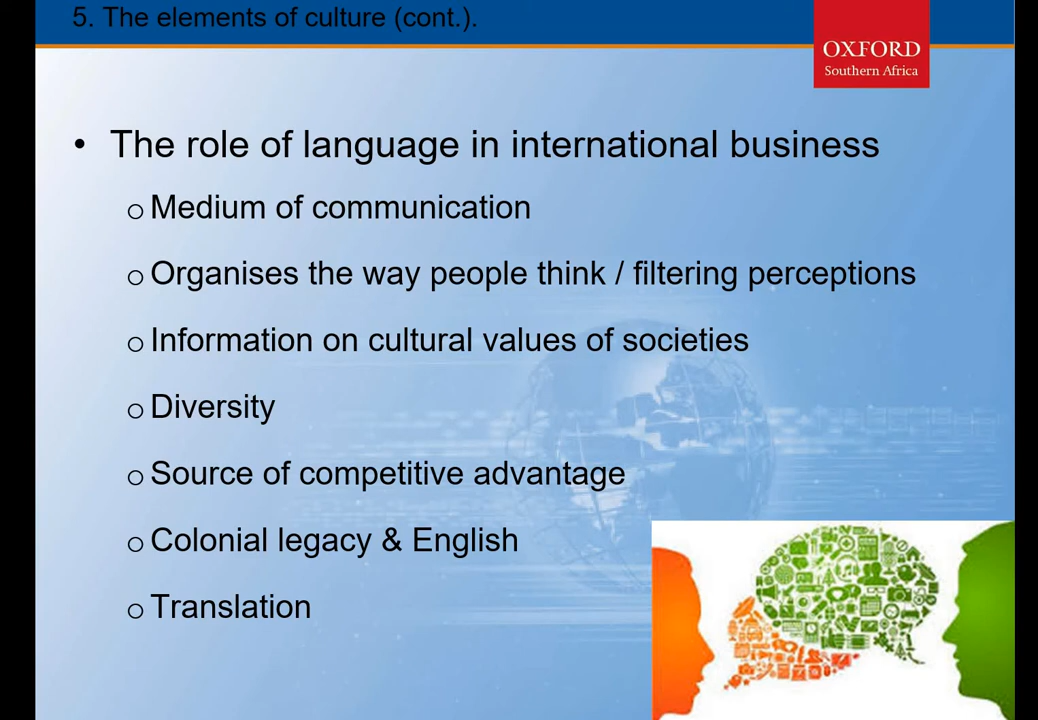 5. The elements of culture (cont.).
OXFORD
Southern Africa
• The role of language in international business
o Medium of communication
o Organises the way people think / filtering perceptions
o Information on cultural values of societies
o Diversity
o Source of competitive advantage
o Colonial legacy & English
o Translation